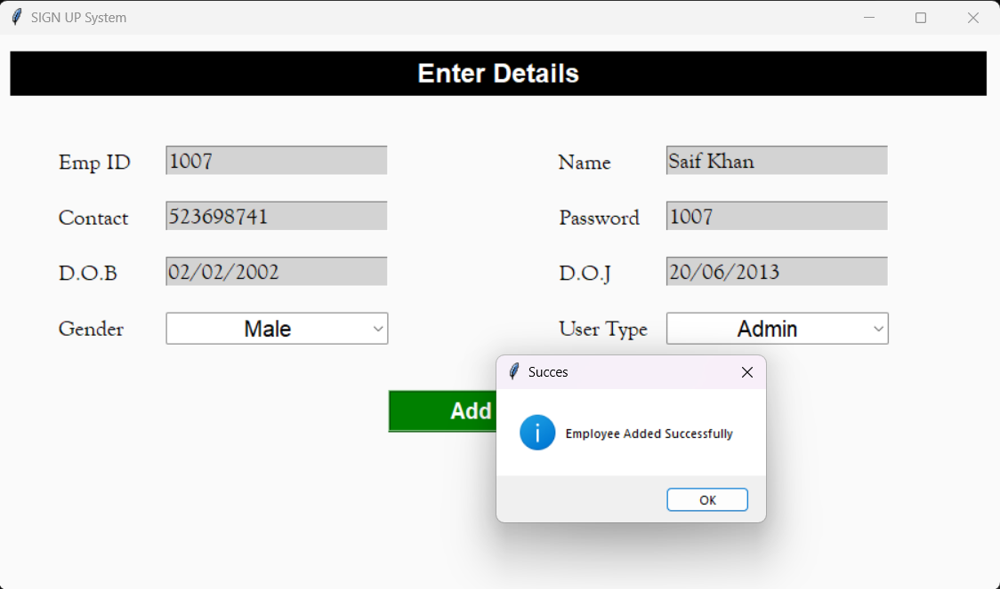 SIGN UP System
Enter Details
Emp ID 1007 Name Saif Khan
Contact 523698741 Password 1007
D.O.B 02/02/2002 D.O.J 20/06/2013
Gender Male User Type Admin
Succes
Add
Employee Added Successfully
OK